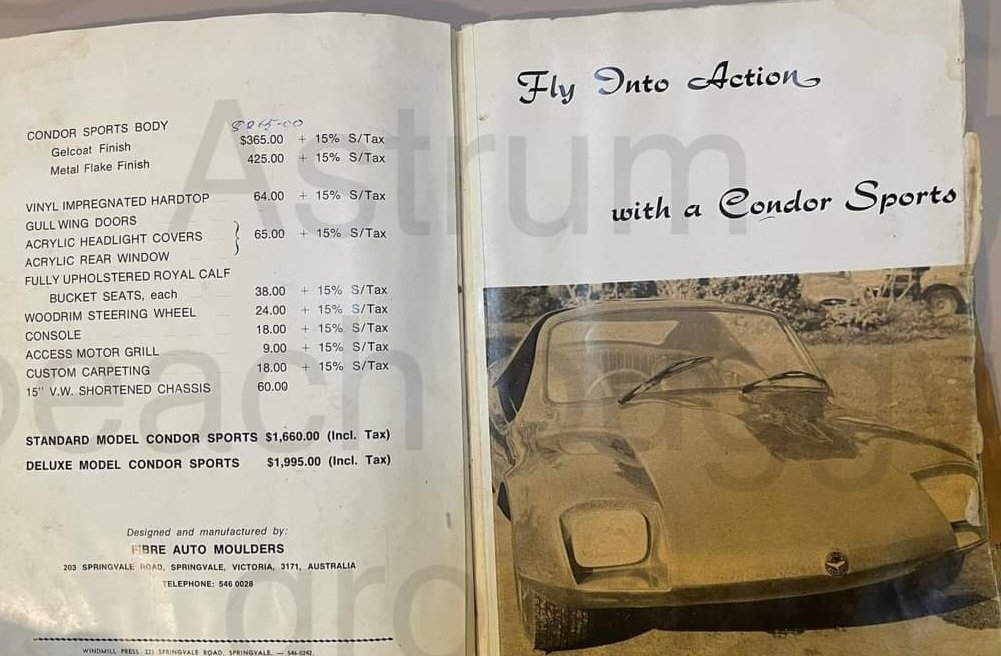 CONDOR SPORTS BODY
Gelcoat Finish $365.00 + 15% S/Tax
Metal Flake Finish 425.00 + 15% S/Tax
VINYL IMPREGNATED HARDTOP 64.00 + 15% S/Tax
GULL WING DOORS
ACRYLIC HEADLIGHT COVERS 65.00 + 15% S/Tax
ACRYLIC REAR WINDOW
FULLY UPHOLSTERED ROYAL CALF
BUCKET SEATS, each 38.00 + 15% S/Tax
WOODRIM STEERING WHEEL 24.00 + 15% S/Tax
CONSOLE 18.00 + 15% S/Tax
ACCESS MOTOR GRILL 9.00 + 15% S/Tax
CUSTOM CARPETING 18.00 + 15% S/Tax
15" V.W. SHORTENED CHASSIS 60.00
STANDARD MODEL CONDOR SPORTS $1,660.00 (Incl. Tax)
DELUXE MODEL CONDOR SPORTS $1,995.00 (Incl. Tax)
Designed and manufactured by:
FIBRE AUTO MOULDERS
203 SPRINGVALE ROAD, SPRINGVALE, VICTORIA, 3171, AUSTRALIA
TELEPHONE: 546 0028
WINDMILL PRESS, SPRINGVALE ROAD, SPRINGVALE. — 546-0242.
Fly Into Action
with a Condor Sports
Astrum
beach